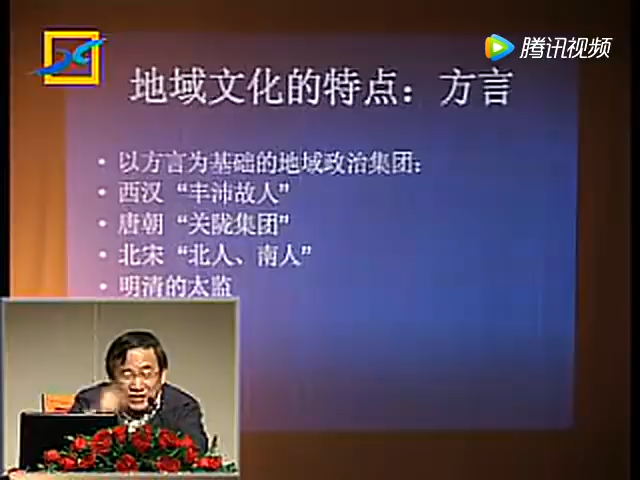 腾讯视频
地域文化的特点：方言
• 以方言为基础的地域政治集团：
• 西汉“丰沛故人”
• 唐朝“关陇集团”
• 北宋“北人、南人”
• 明清的太监